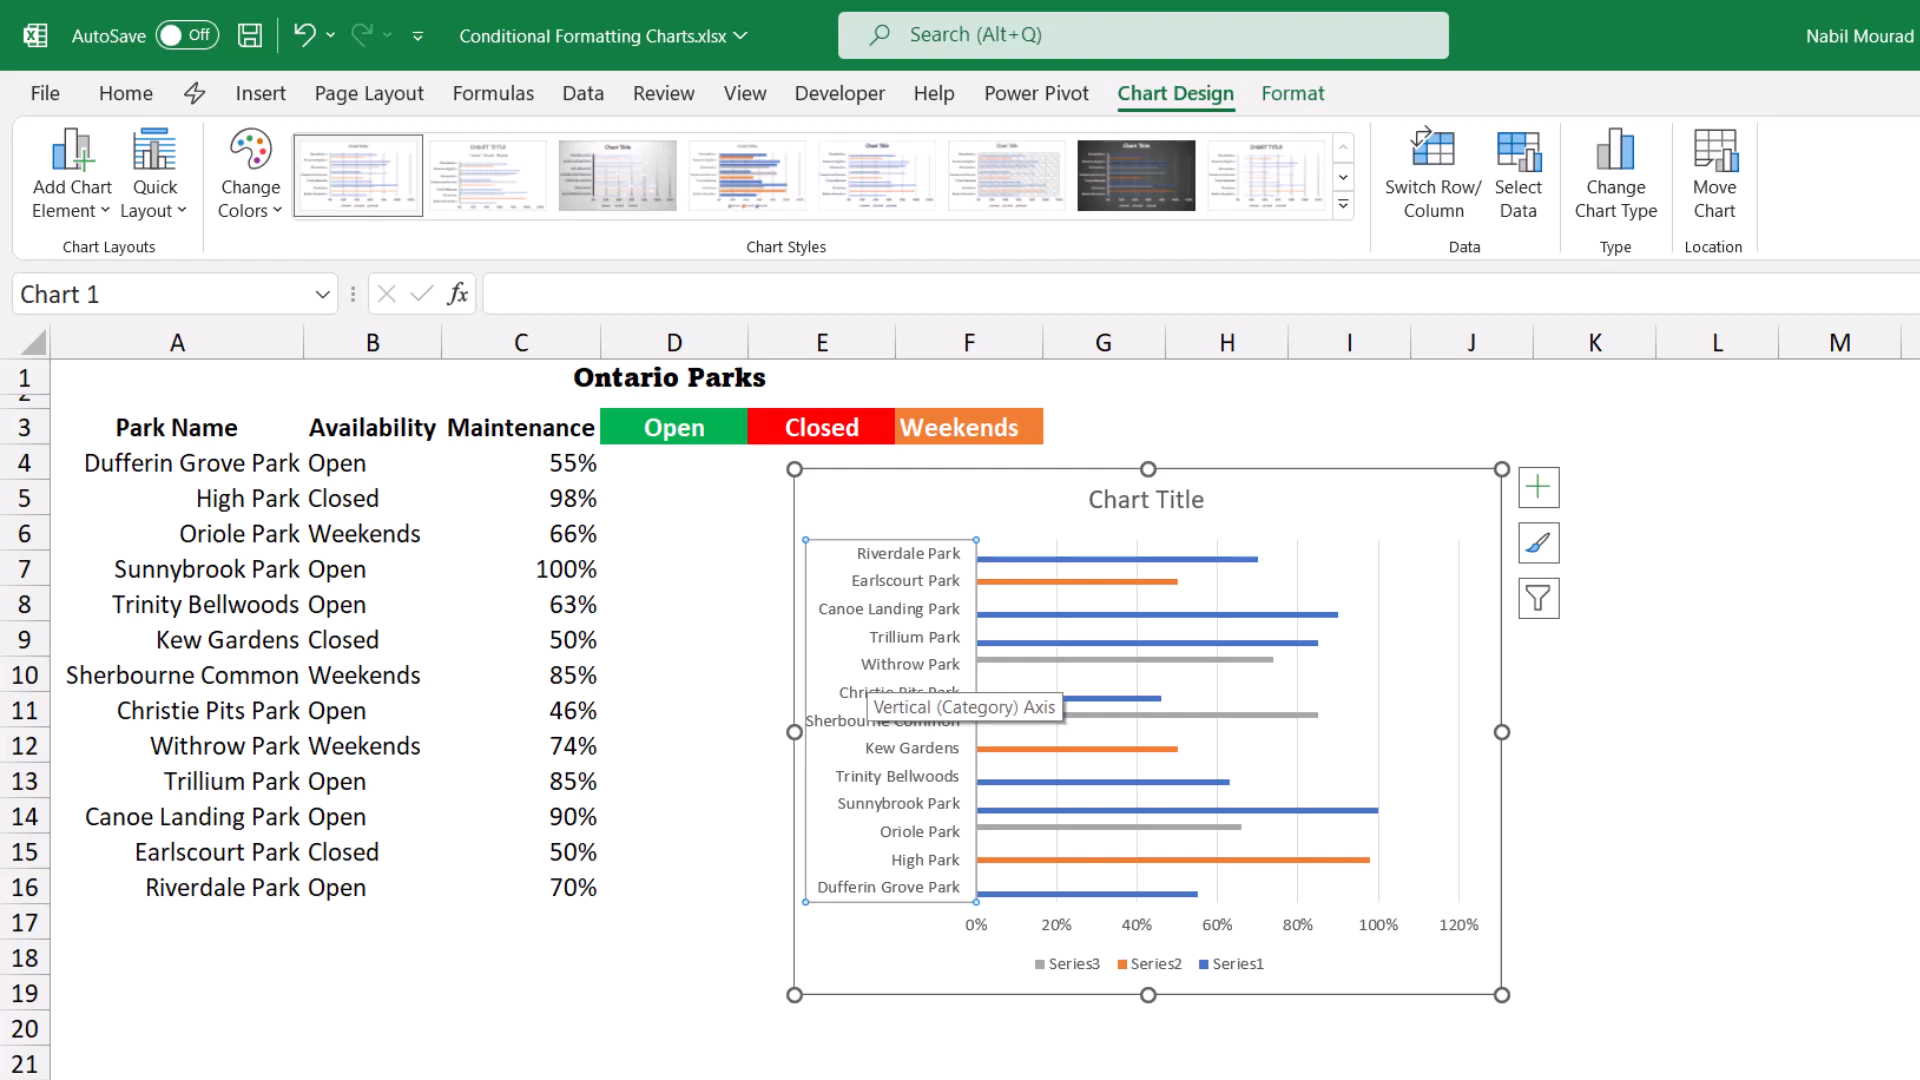 AutoSave Off Conditional Formatting Charts.xlsx Search (Alt+Q) Nabil Mourad
File Home Insert Page Layout Formulas Data Review View Developer Help Power Pivot Chart Design Format
Add Chart Element
Quick Layout
Change Colors
Switch Row/ Column
Select Data
Change Chart Type
Move Chart
Chart Layouts Chart Styles Data Type Location
Chart 1 fx
A B C D E F G H I J K L M
1 Ontario Parks
2
3 Park Name Availability Maintenance Open Closed Weekends
4 Dufferin Grove Park Open 55%
5 High Park Closed 98%
6 Oriole Park Weekends 66%
7 Sunnybrook Park Open 100%
8 Trinity Bellwoods Open 63%
9 Kew Gardens Closed 50%
10 Sherbourne Common Weekends 85%
11 Christie Pits Park Open 46%
12 Withrow Park Weekends 74%
13 Trillium Park Open 85%
14 Canoe Landing Park Open 90%
15 Earlscourt Park Closed 50%
16 Riverdale Park Open 70%
17
18
19
20
21
Chart Title
Riverdale Park
Earlscourt Park
Canoe Landing Park
Trillium Park
Withrow Park
Christie Pits Park
Vertical (Category) Axis
Sherbourne Common
Kew Gardens
Trinity Bellwoods
Sunnybrook Park
Oriole Park
High Park
Dufferin Grove Park
0% 20% 40% 60% 80% 100% 120%
Series3 Series2 Series1